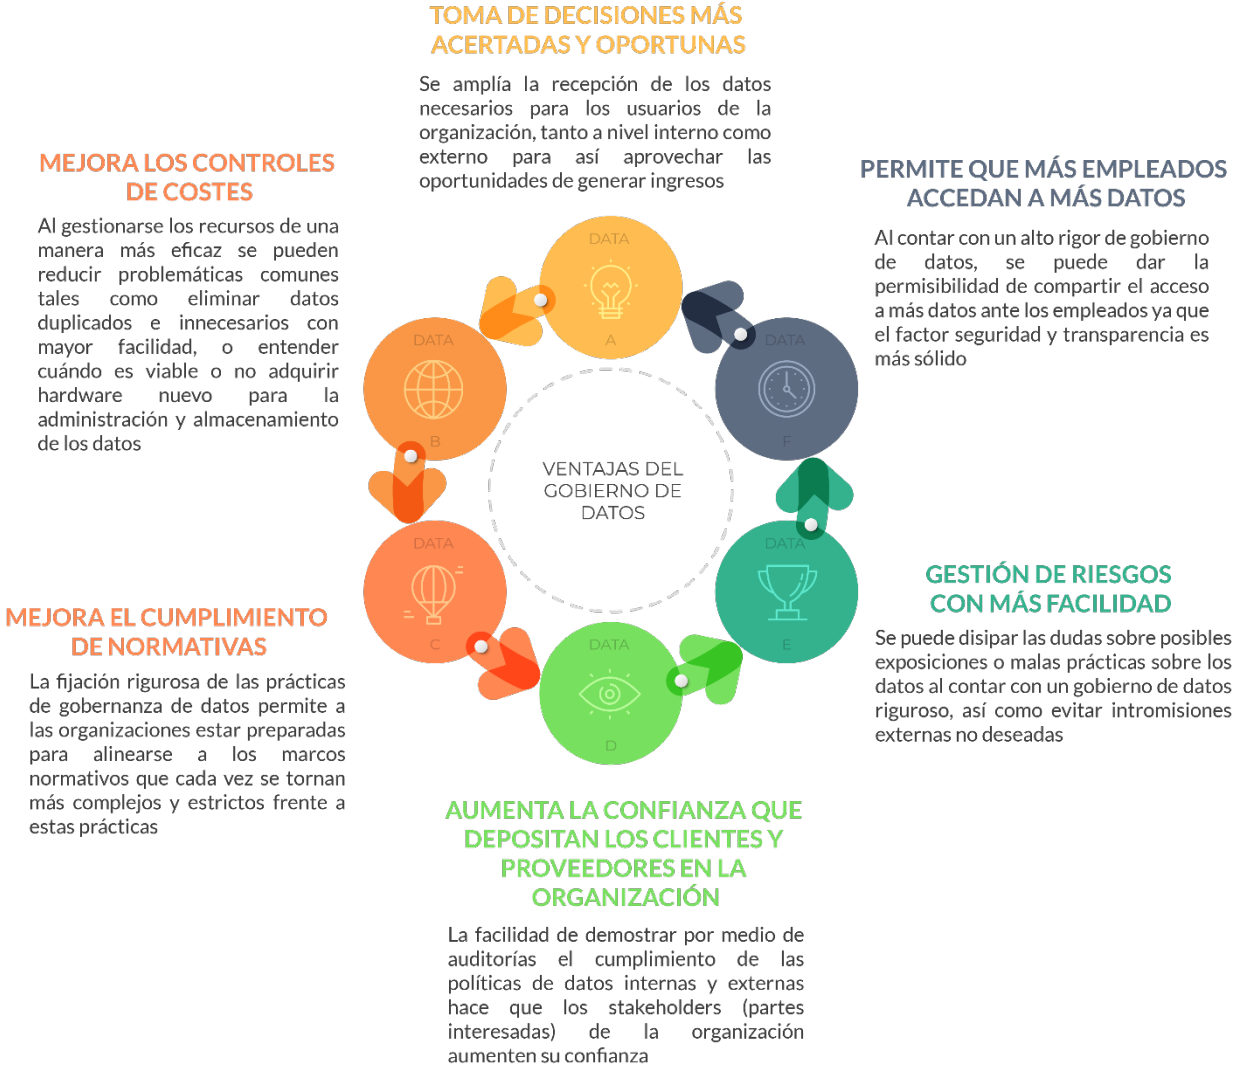 TOMA DE DECISIONES MÁS
ACERTADAS Y OPORTUNAS
Se amplía la recepción de los datos
necesarios para los usuarios de la
organización, tanto a nivel interno como
externo para así aprovechar las
oportunidades de generar ingresos
MEJORA LOS CONTROLES
DE COSTES
Al gestionarse los recursos de una
manera más eficaz se pueden
reducir problemáticas comunes
tales como eliminar datos
duplicados e innecesarios con
mayor facilidad, o entender
cuándo es viable o no adquirir
hardware nuevo para la
administración y almacenamiento
de los datos
PERMITE QUE MÁS EMPLEADOS
ACCEDAN A MÁS DATOS
Al contar con un alto rigor de gobierno
de datos, se puede dar la
permisibilidad de compartir el acceso
a más datos ante los empleados ya que
el factor seguridad y transparencia es
más sólido
DATA
A
DATA
B
DATA
F
VENTAJAS DEL
GOBIERNO DE
DATOS
DATA
C
DATA
D
DATA
E
MEJORA EL CUMPLIMIENTO
DE NORMATIVAS
La fijación rigurosa de las prácticas
de gobernanza de datos permite a
las organizaciones estar preparadas
para alinearse a los marcos
normativos que cada vez se tornan
más complejos y estrictos frente a
estas prácticas
GESTIÓN DE RIESGOS
CON MÁS FACILIDAD
Se puede disipar las dudas sobre posibles
exposiciones o malas prácticas sobre los
datos al contar con un gobierno de datos
riguroso, así como evitar intromisiones
externas no deseadas
AUMENTA LA CONFIANZA QUE
DEPOSITAN LOS CLIENTES Y
PROVEEDORES EN LA
ORGANIZACIÓN
La facilidad de demostrar por medio de
auditorías el cumplimiento de las
políticas de datos internas y externas
hace que los stakeholders (partes
interesadas) de la organización
aumenten su confianza